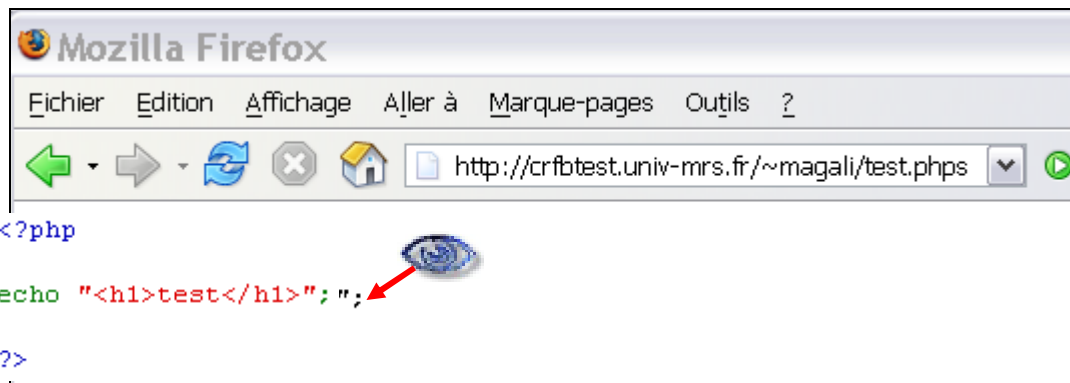 Mozilla Firefox
Fichier Edition Affichage Aller à Marque-pages Outils ?
http://crfbtest.univ-mrs.fr/~magali/test.phps
<?php
echo "<h1>test</h1>"; ";
?>